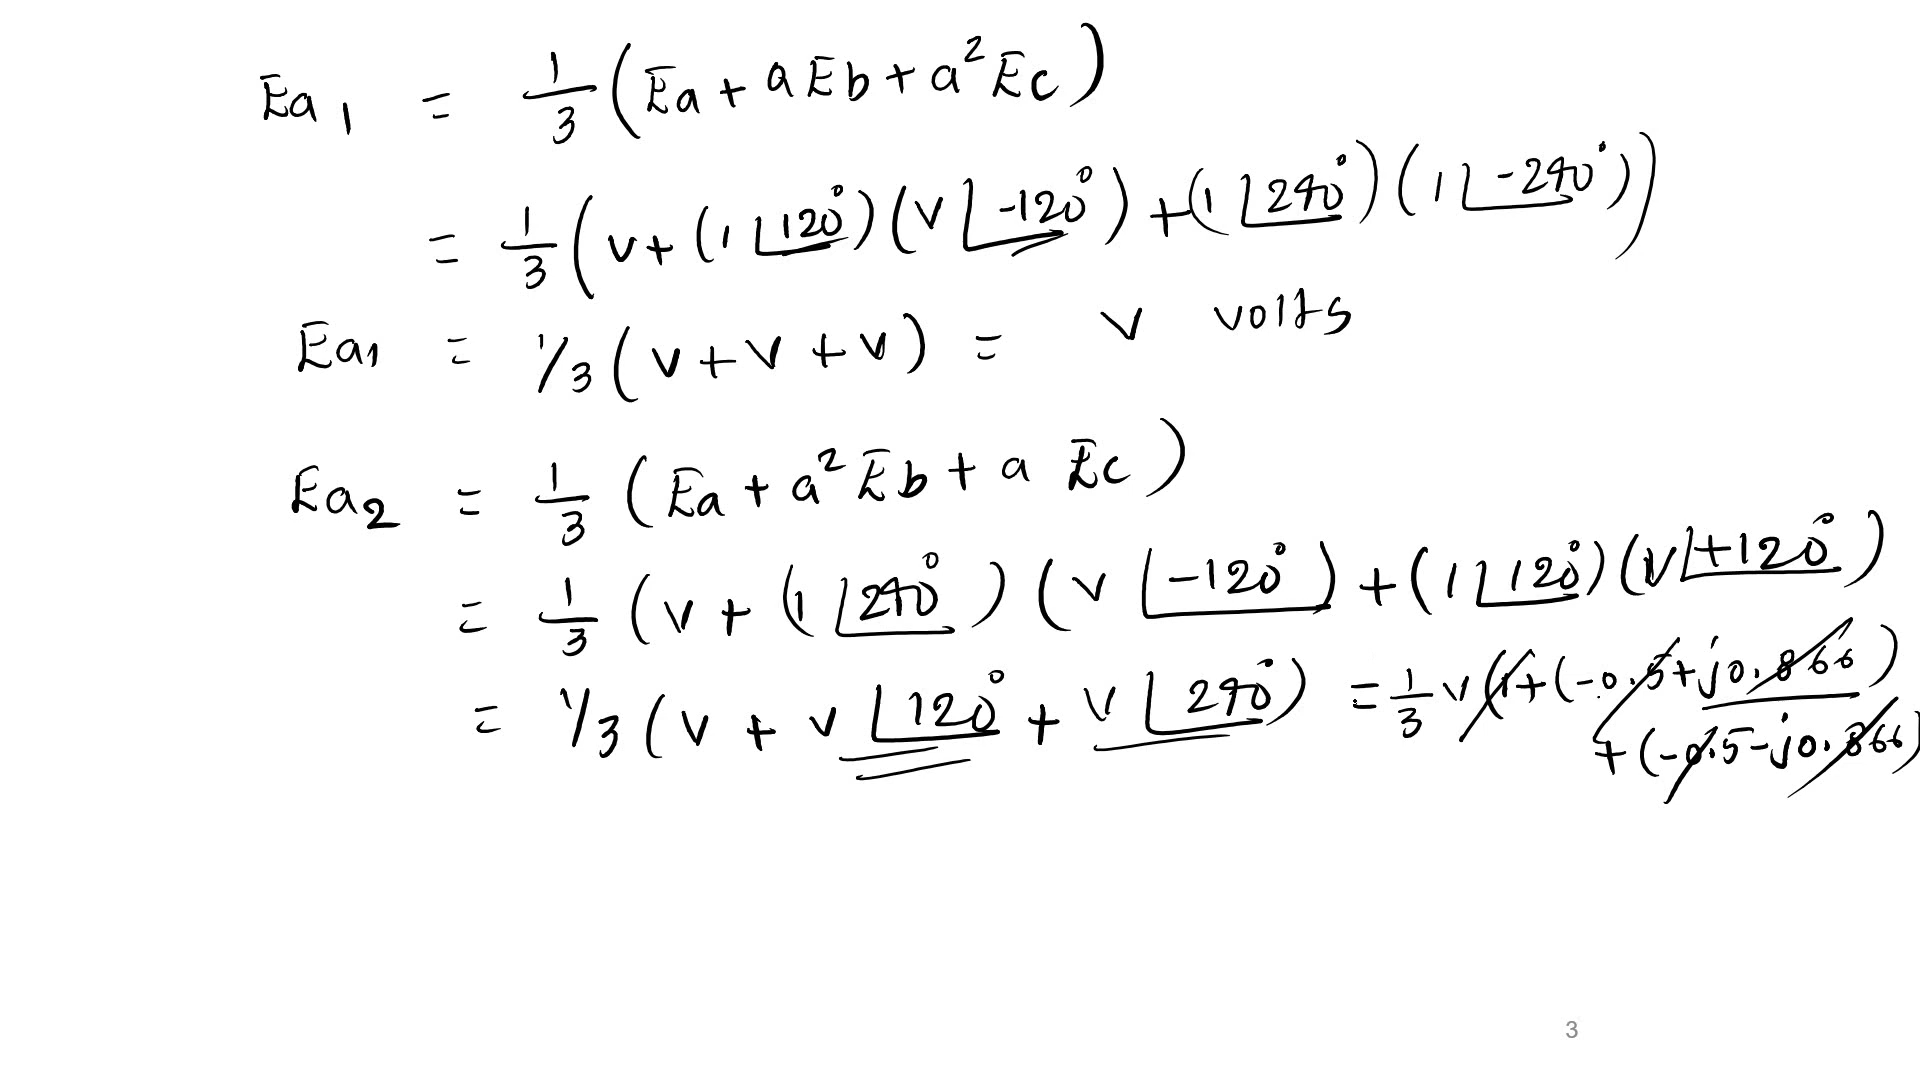 Ea1 = 1/3 (Ea + aEb + a²Ec)
= 1/3 (V + (1∠120°)(V∠-120°) + (1∠240°)(1∠-240°))
Ea1 = 1/3 (V + V + V) = V volts
Ea2 = 1/3 (Ea + a²Eb + a Ec)
= 1/3 (V + (1∠240°)(V∠-120°) + (1∠120°)(V∠+120°)
= 1/3 (V + V∠120° + V∠240°) = 1/3 V (1 + (-0.5 + j0.866)
+ (-0.5 - j0.866)
3